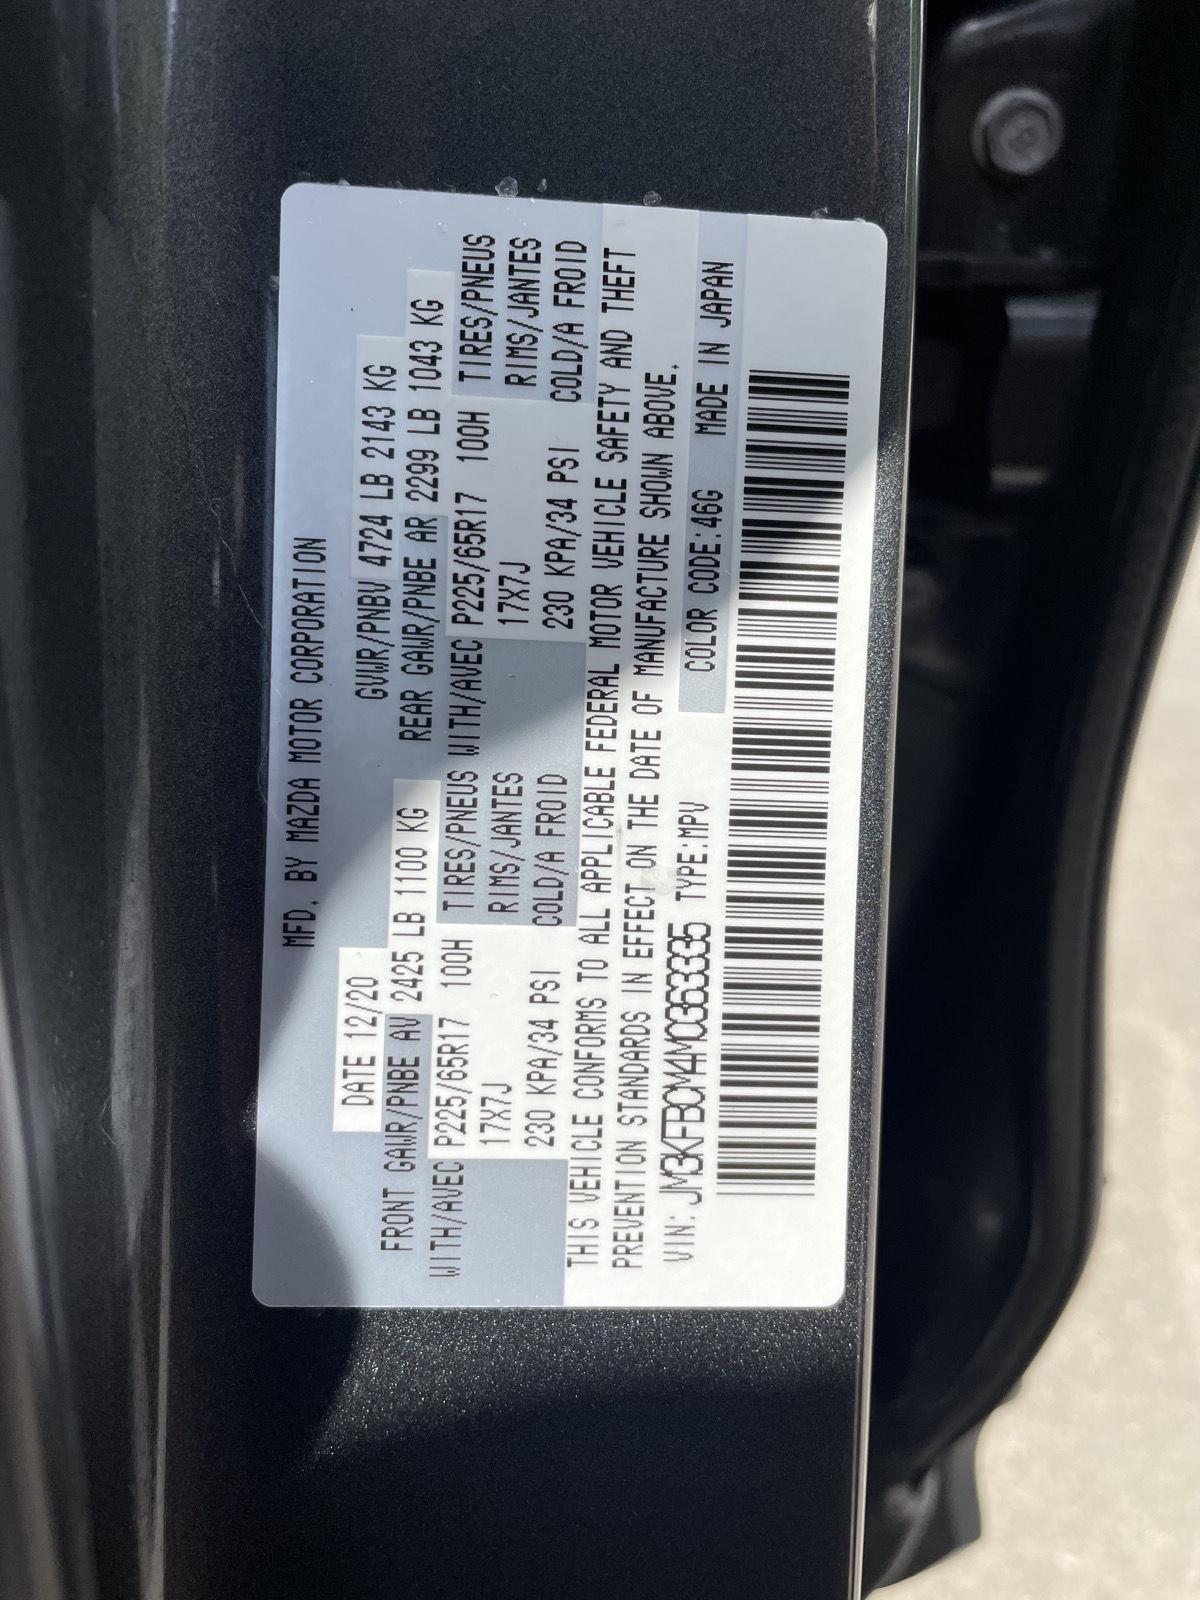 MFD. BY MAZDA MOTOR CORPORATION
DATE 12/20 GVWR/PNBV 4724 LB 2143 KG
FRONT GAWR/PNBE AV 2425 LB 1100 KG REAR GAWR/PNBE AR 2299 LB 1043 KG
WITH/AVEC P225/65R17 100H TIRES/PNEUS WITH/AVEC P225/65R17 100H TIRES/PNEUS
17X7J RIMS/JANTES 17X7J RIMS/JANTES
230 KPA/34 PSI COLD/A FROID 230 KPA/34 PSI COLD/A FROID
THIS VEHICLE CONFORMS TO ALL APPLICABLE FEDERAL MOTOR VEHICLE SAFETY AND THEFT
PREVENTION STANDARDS IN EFFECT ON THE DATE OF MANUFACTURE SHOWN ABOVE.
VIN: JM3KFBCM4M0363335 TYPE:MPV COLOR CODE:46G MADE IN JAPAN